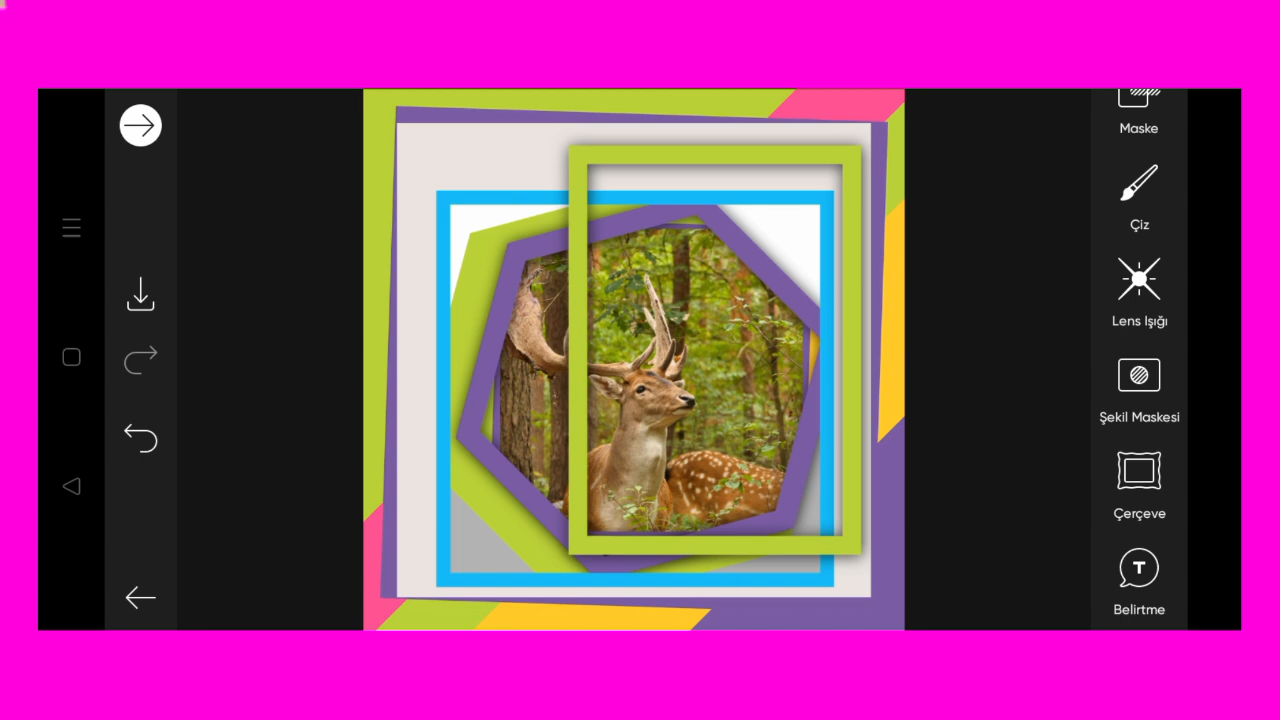 Maske
Çiz
Lens Işığı
Şekil Maskesi
Çerçeve
T
Belirtme